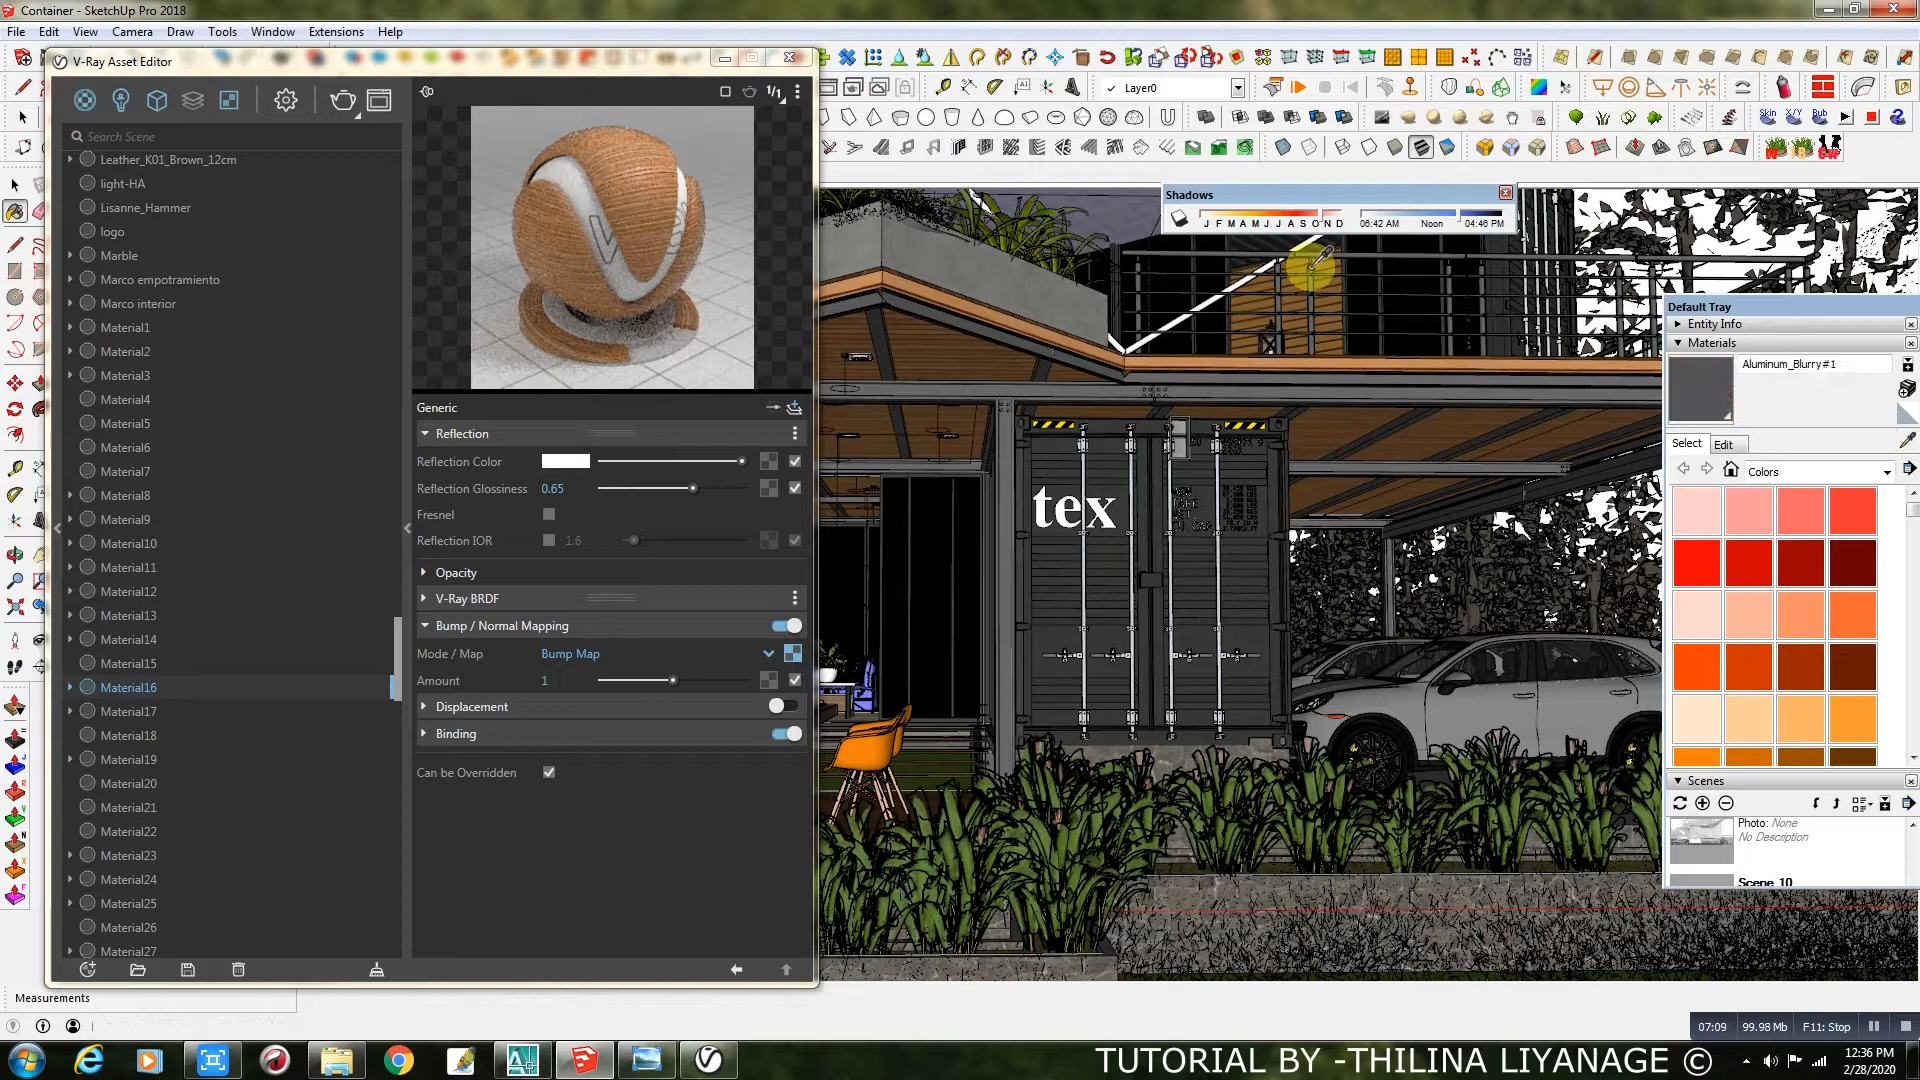 Container - SketchUp Pro 2018
File Edit View Camera Draw Tools Window Extensions Help
V-Ray Asset Editor
Layer0
Skin X/Y Bub
Search Scene
1/1
Leather_K01_Brown_12cm
light-HA
Lisanne_Hammer
logo
Marble
Marco empotramiento
Marco interior
Material1
Material2
Material3
Material4
Material5
Material6
Material7
Material8
Material9
Material10
Material11
Material12
Material13
Material14
Material15
Material16
Material17
Material18
Material19
Material20
Material21
Material22
Material23
Material24
Material25
Material26
Material27
Generic
Reflection
Reflection Color
Reflection Glossiness 0.65
Fresnel
Reflection IOR 1.6
Opacity
V-Ray BRDF
Bump / Normal Mapping
Mode / Map Bump Map
Amount 1
Displacement
Binding
Can be Overridden
Shadows
J F M A M J J A S O N D 06:42 AM Noon 04:46 PM
tex
Default Tray
Entity Info
Materials
Aluminum_Blurry#1
Select Edit
Colors
Scenes
Photo: None
No Description
Scene 10
Measurements
07:09 99.98 Mb F11: Stop
TUTORIAL BY -THILINA LIYANAGE ©
12:36 PM
2/28/2020